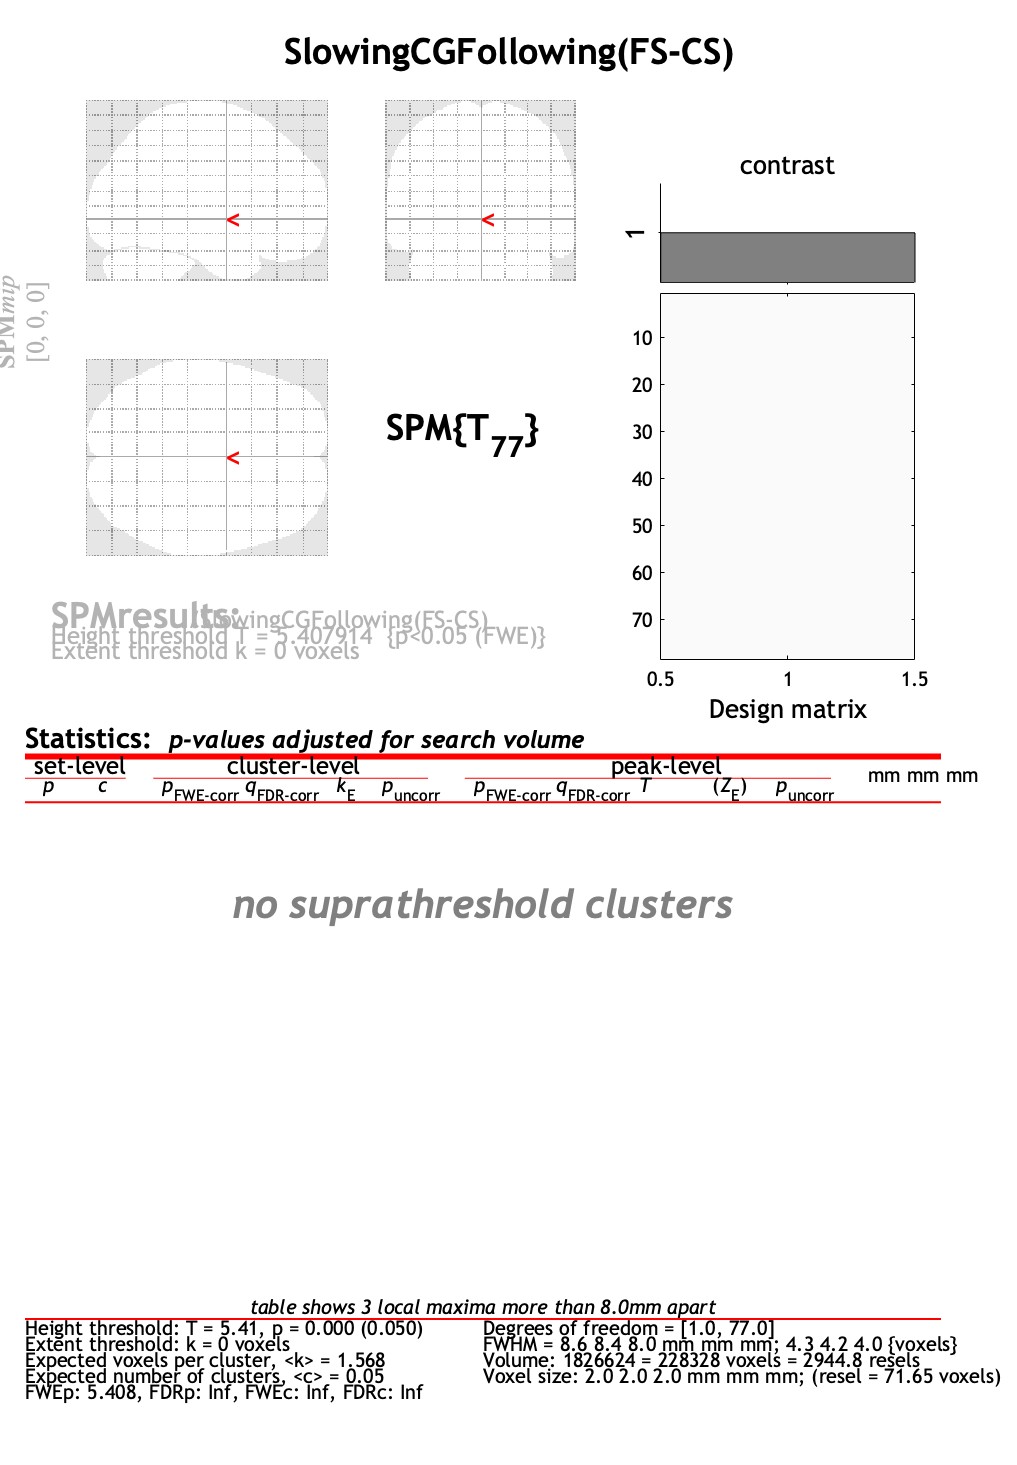 SlowingCGFollowing(FS-CS)
<
<
contrast
1
SPMmip
[0, 0, 0]
<
SPM{T77}
10
20
30
40
50
60
70
0.5 1 1.5
Design matrix
SPMresults: SlowingCGFollowing(FS-CS)
Height threshold T = 5.407914 {p<0.05 (FWE)}
Extent threshold k = 0 voxels
Statistics: p-values adjusted for search volume
set-level cluster-level peak-level mm mm mm
p c pFWE-corr qFDR-corr kE puncorr pFWE-corr qFDR-corr T (ZE) puncorr
no suprathreshold clusters
table shows 3 local maxima more than 8.0mm apart
Height threshold: T = 5.41, p = 0.000 (0.050)
Extent threshold: k = 0 voxels
Expected voxels per cluster, <k> = 1.568
Expected number of clusters, <c> = 0.05
FWEp: 5.408, FDRp: Inf, FWEc: Inf, FDRc: Inf
Degrees of freedom = [1.0, 77.0]
FWHM = 8.6 8.4 8.0 mm mm mm; 4.3 4.2 4.0 {voxels}
Volume: 1826624 = 228328 voxels = 2944.8 resels
Voxel size: 2.0 2.0 2.0 mm mm mm; (resel = 71.65 voxels)